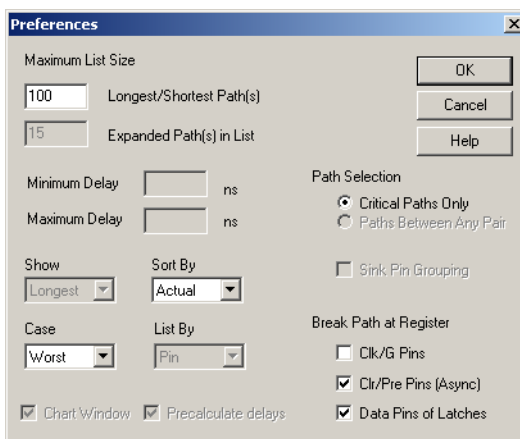 Preferences
Maximum List Size
100 Longest/Shortest Path(s)
15 Expanded Path(s) in List
OK
Cancel
Help
Minimum Delay ns
Maximum Delay ns
Path Selection
Critical Paths Only
Paths Between Any Pair
Show
Longest
Sort By
Actual
Sink Pin Grouping
Case
Worst
List By
Pin
Break Path at Register
Clk/G Pins
Clr/Pre Pins (Async)
Data Pins of Latches
Chart Window Precalculate delays